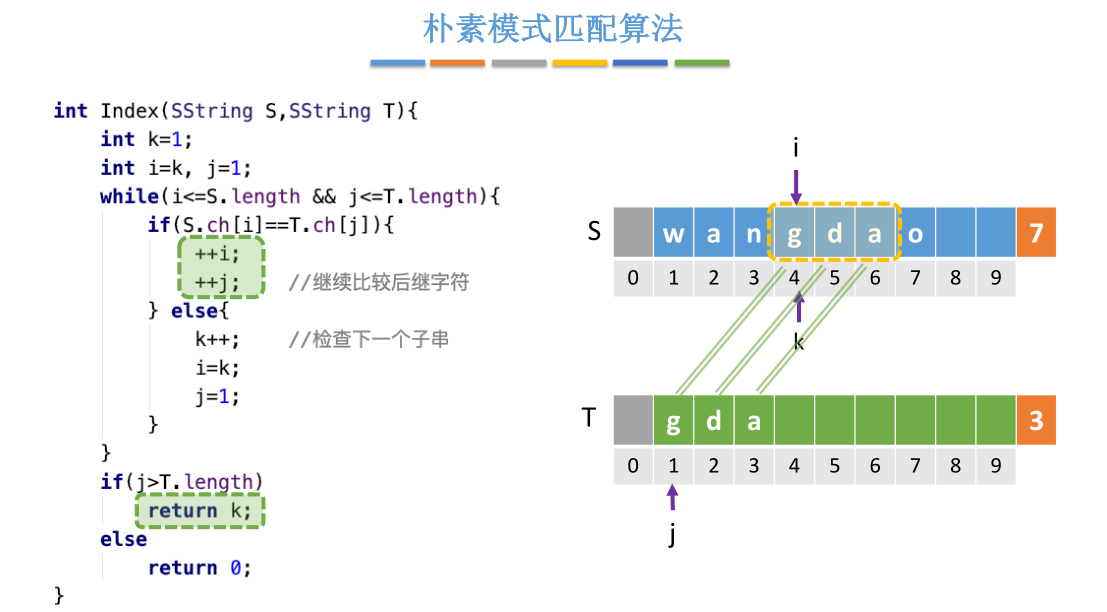 朴素模式匹配算法
int Index(SString S,SString T){
int k=1;
int i=k, j=1;
while(i<=S.length && j<=T.length){
if(S.ch[i]==T.ch[j]){
++i;
++j; //继续比较后继字符
} else{
k++; //检查下一个子串
i=k;
j=1;
}
}
if(j>T.length)
return k;
else
return 0;
}
i
S w a n g d a o 7
0 1 2 3 4 5 6 7 8 9
k
T g d a 3
0 1 2 3 4 5 6 7 8 9
j